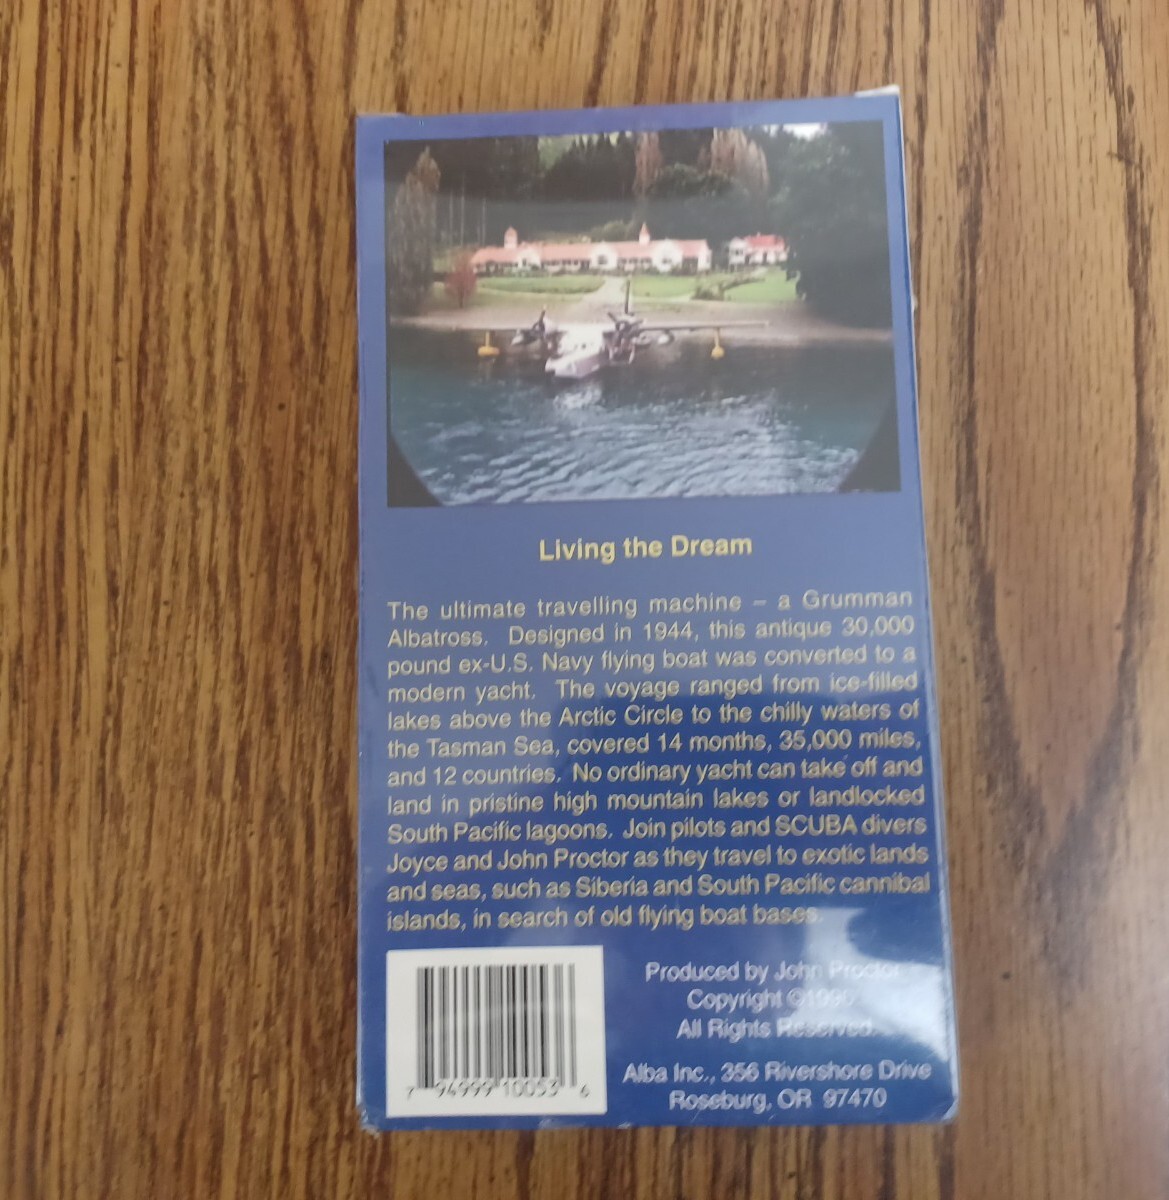 Living the Dream
The ultimate travelling machine – a Grumman
Albatross. Designed in 1944, this antique 30,000
pound ex-U.S. Navy flying boat was converted to a
modern yacht. The voyage ranged from ice-filled
lakes above the Arctic Circle to the chilly waters of
the Tasman Sea, covered 14 months, 35,000 miles,
and 12 countries. No ordinary yacht can take off and
land in pristine high mountain lakes or landlocked
South Pacific lagoons. Join pilots and SCUBA divers
Joyce and John Proctor as they travel to exotic lands
and seas, such as Siberia and South Pacific cannibal
islands, in search of old flying boat bases.
Produced by John Proctor
Copyright
All Rights Reserved.
Alba Inc., 356 Rivershore Drive
Roseburg, OR 97470
7 94999 10053 6